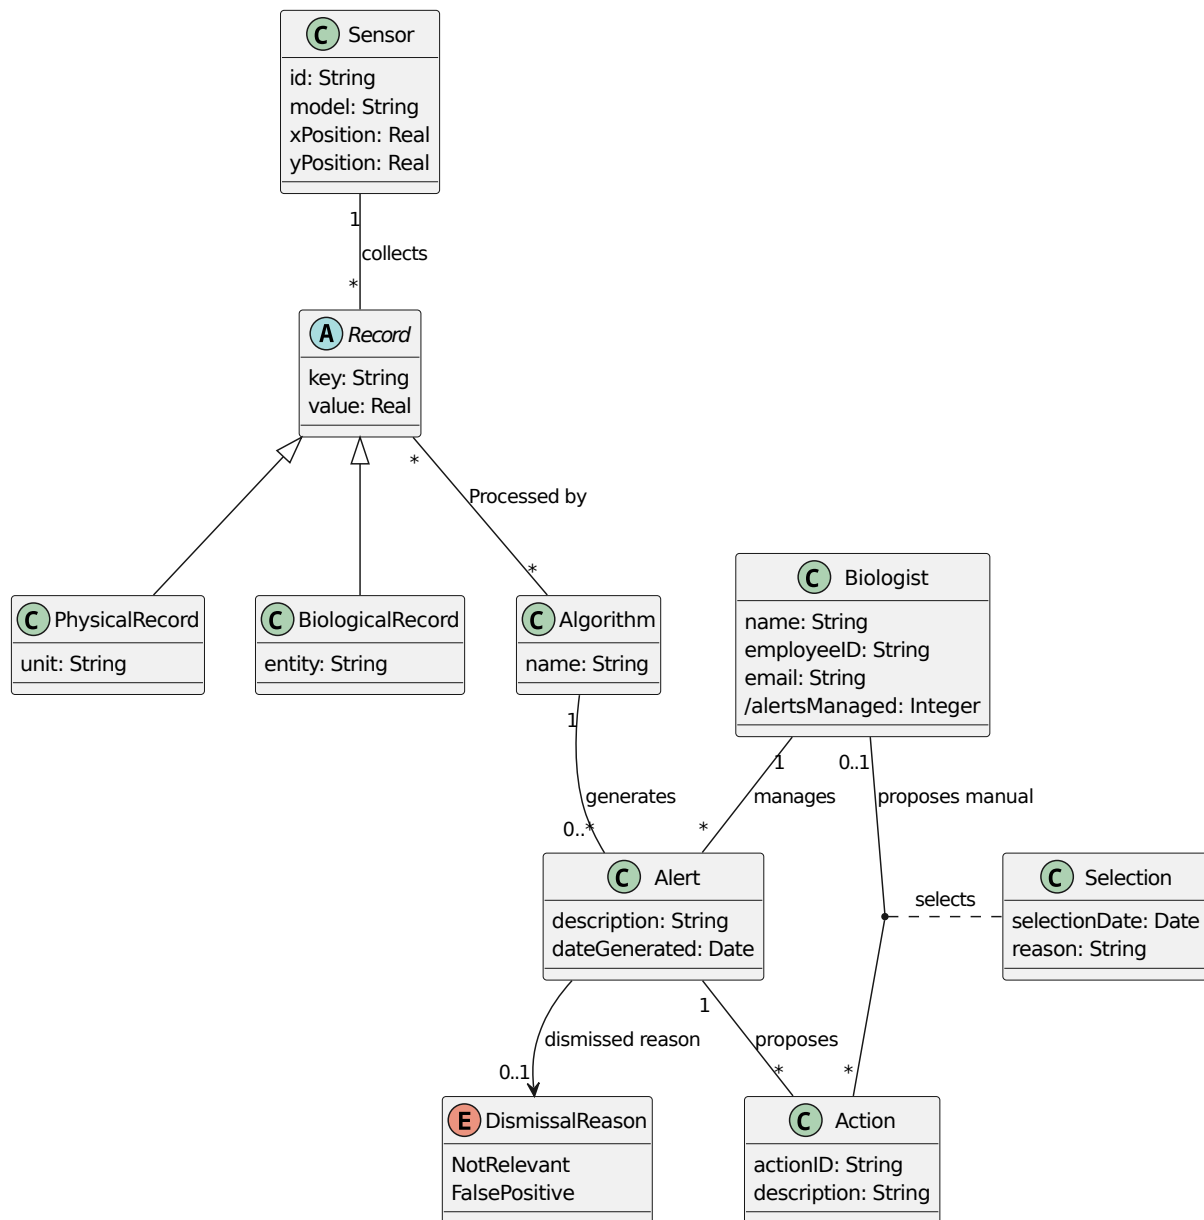 C Sensor
id: String
model: String
xPosition: Real
yPosition: Real
1
collects
*
A Record
key: String
value: Real
*
Processed by
*
C PhysicalRecord
unit: String
C BiologicalRecord
entity: String
C Algorithm
name: String
C Biologist
name: String
employeeID: String
email: String
/alertsManaged: Integer
1
generates
0..*
1
manages
*
0..1
proposes manual
C Alert
description: String
dateGenerated: Date
selects
C Selection
selectionDate: Date
reason: String
dismissed reason
0..1
1
proposes
*
*
E DismissalReason
NotRelevant
FalsePositive
C Action
actionID: String
description: String